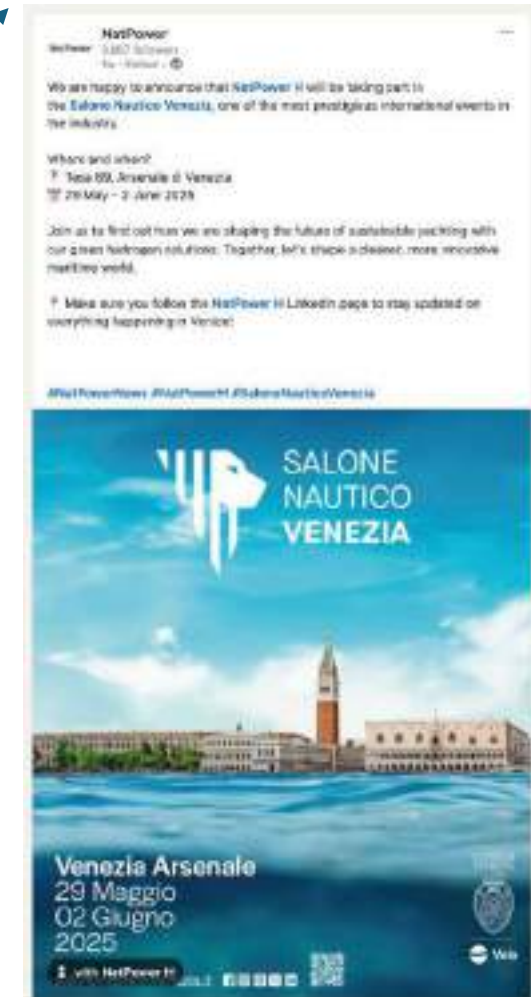 NatPower
NatPower
followers
We are happy to announce that NatPower H will be taking part in
the Salone Nautico Venezia, one of the most prestigious international events in
the industry.
Where and when?
Tesa 89, Arsenale di Venezia
29 May - 2 June 2025
Join us to find out how we are shaping the future of sustainable yachting with
our green hydrogen solutions. Together, let's shape a cleaner, more innovative
maritime world.
Make sure you follow the NatPower H LinkedIn page to stay updated on
everything happening in Venice!
#NatPowerNews #NatPowerH #SaloneNauticoVenezia
SALONE
NAUTICO
VENEZIA
Venezia Arsenale
29 Maggio
02 Giugno
2025
with NatPower H
Vela